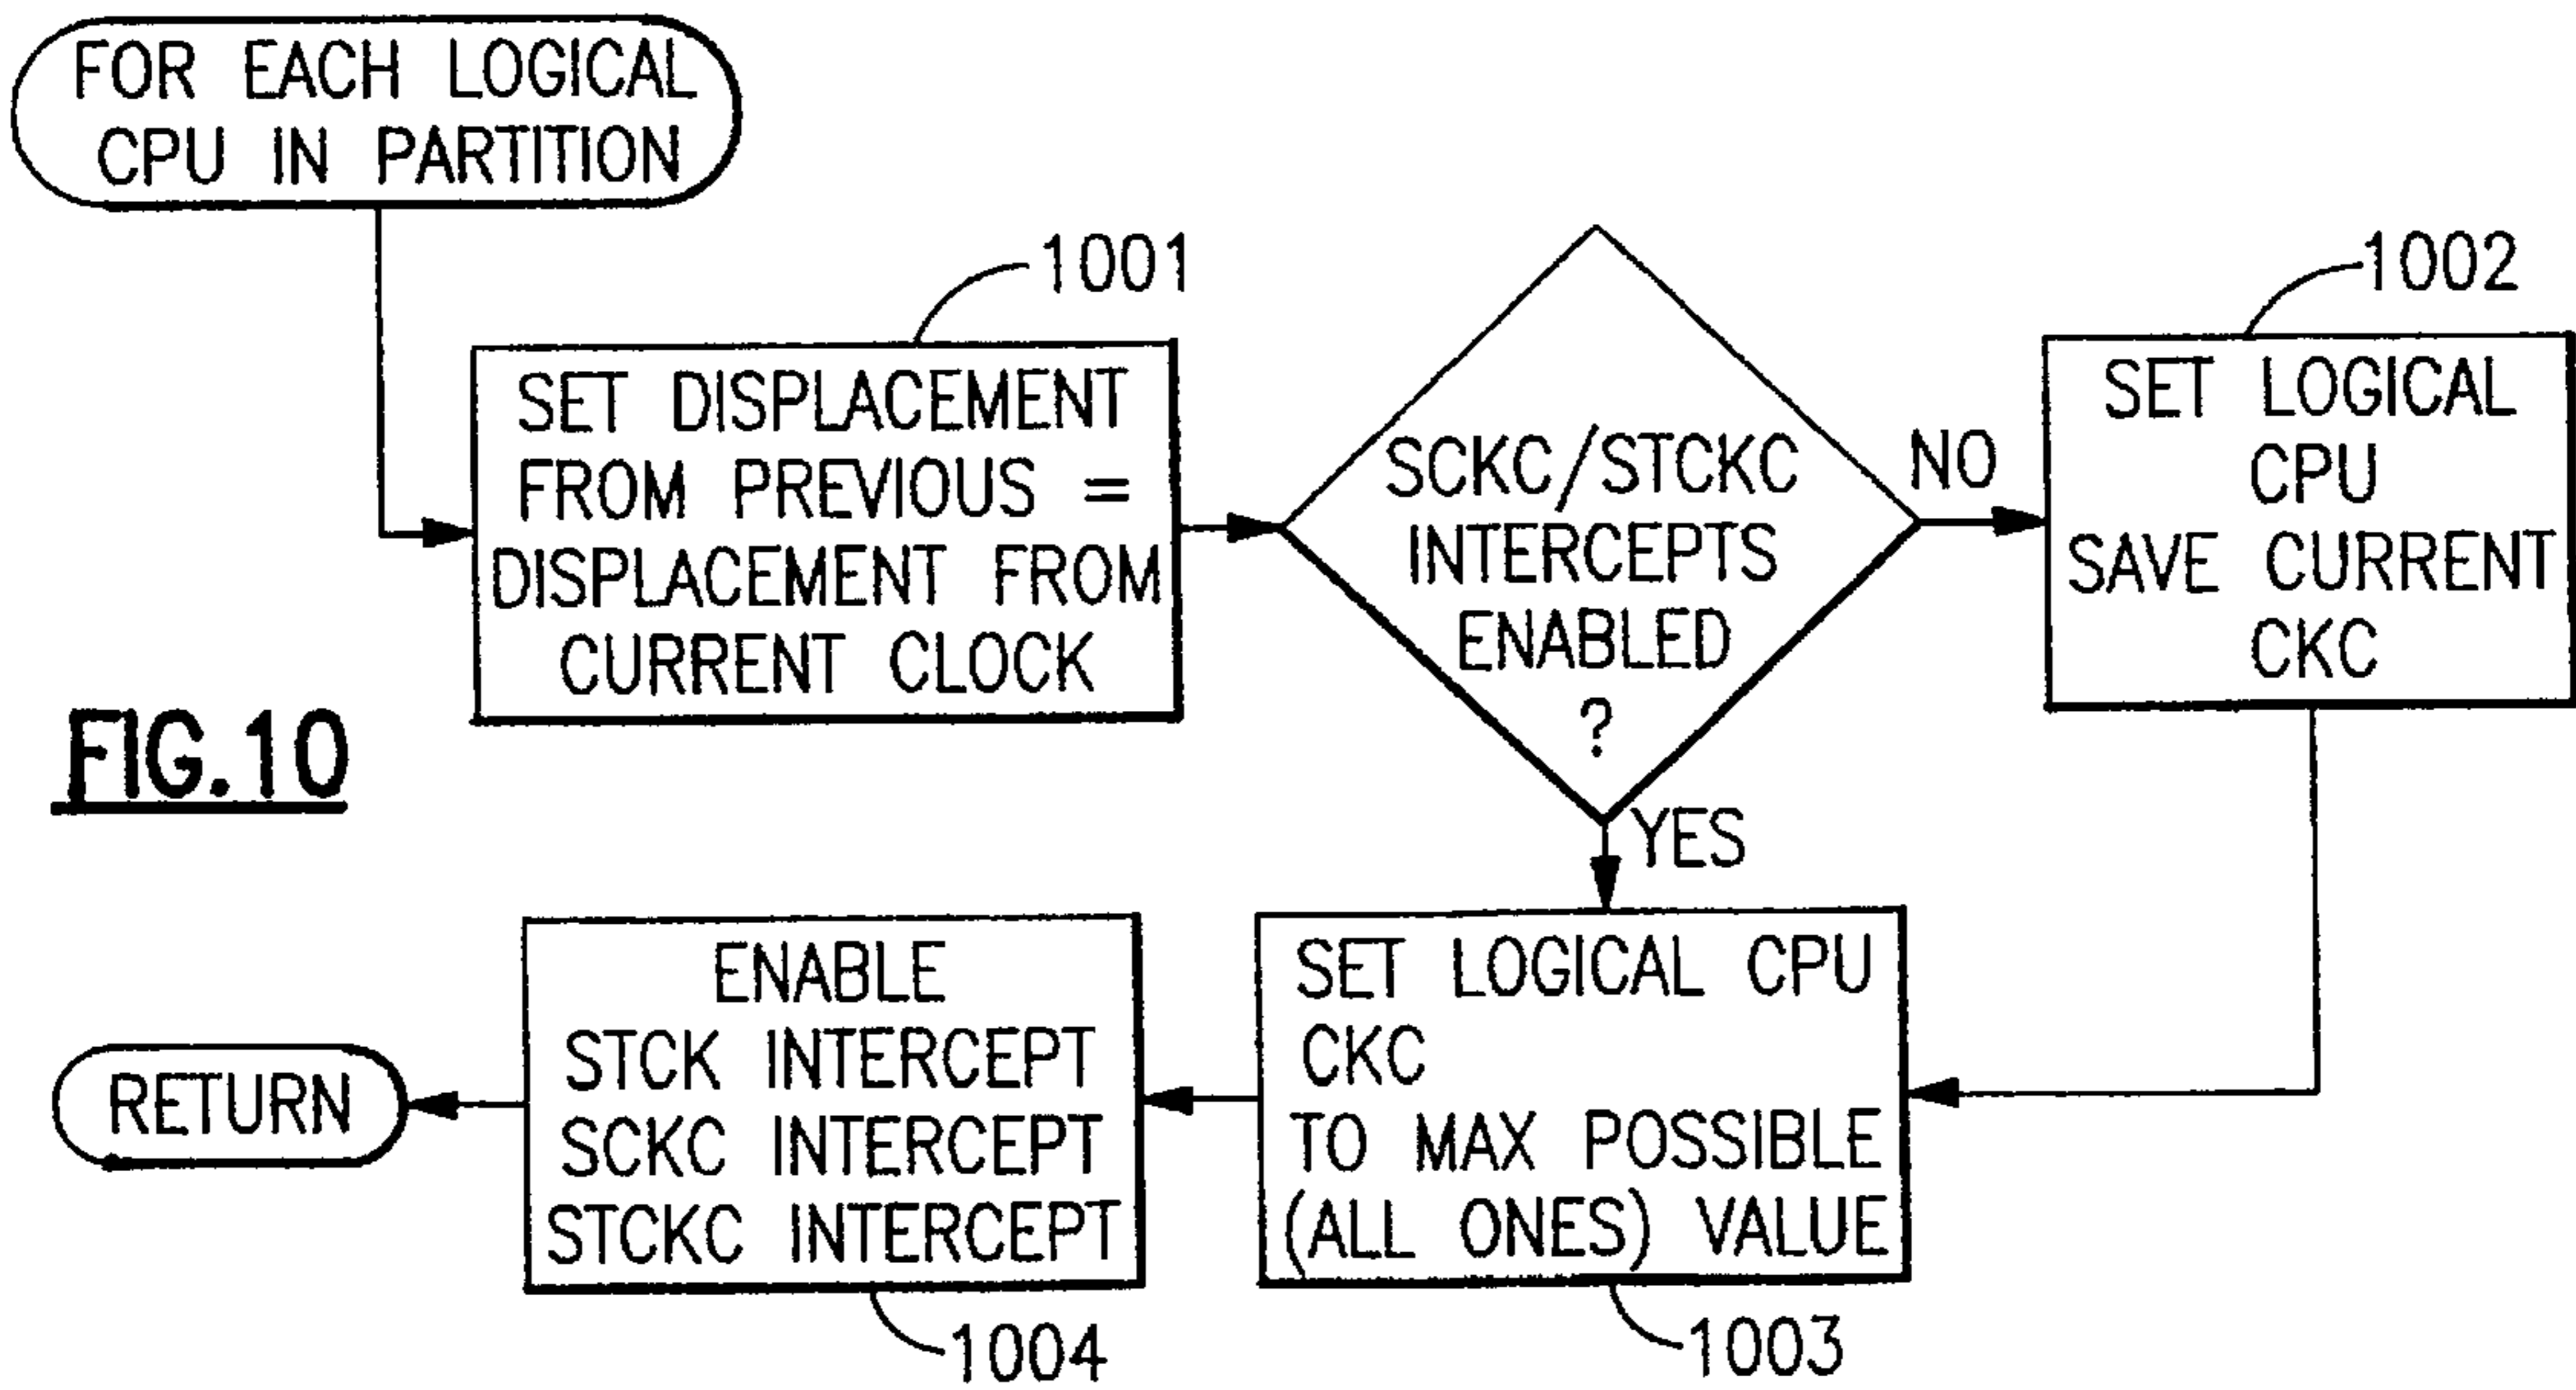 FOR EACH LOGICAL
CPU IN PARTITION
1001
SET DISPLACEMENT
FROM PREVIOUS =
DISPLACEMENT FROM
CURRENT CLOCK
SCKC/STCKC
INTERCEPTS
ENABLED
?
NO
YES
1002
SET LOGICAL
CPU
SAVE CURRENT
CKC
FIG.10
SET LOGICAL CPU
CKC
TO MAX POSSIBLE
(ALL ONES) VALUE
1003
ENABLE
STCK INTERCEPT
SCKC INTERCEPT
STCKC INTERCEPT
1004
RETURN